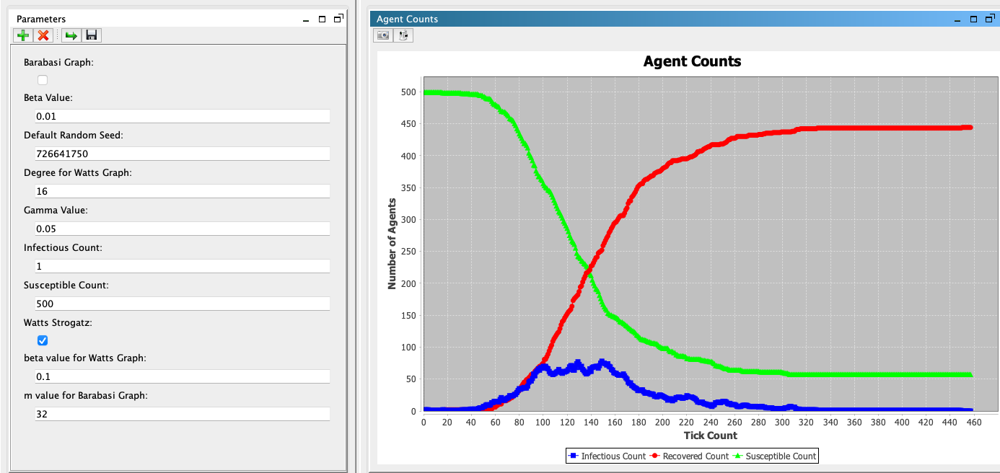 Parameters
Barabasi Graph:
Beta Value:
0.01
Default Random Seed:
726641750
Degree for Watts Graph:
16
Gamma Value:
0.05
Infectious Count:
1
Susceptible Count:
500
Watts Strogatz:
beta value for Watts Graph:
0.1
m value for Barabasi Graph:
32
Agent Counts
Agent Counts
Number of Agents
500
450
400
350
300
250
200
150
100
50
0
0 20 40 60 80 100 120 140 160 180 200 220 240 260 280 300 320 340 360 380 400 420 440 460
Tick Count
Infectious Count Recovered Count Susceptible Count